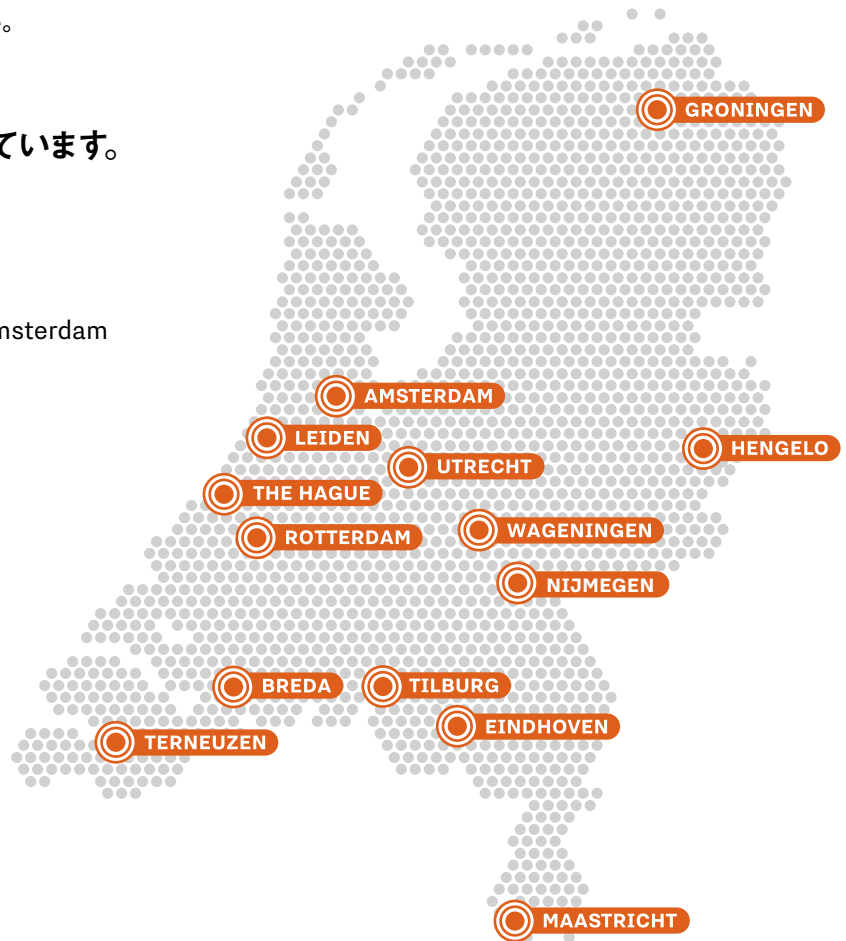 。
ています。
msterdam
GRONINGEN
AMSTERDAM
LEIDEN
HENGELO
UTRECHT
THE HAGUE
WAGENINGEN
ROTTERDAM
NIJMEGEN
BREDA
TILBURG
EINDHOVEN
TERNEUZEN
MAASTRICHT